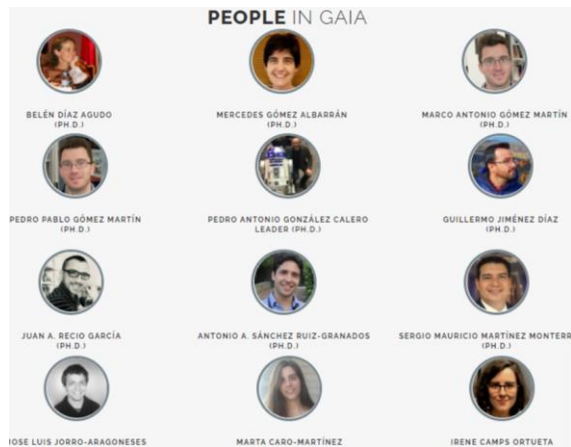 PEOPLE IN GAIA
BELÉN DÍAZ AGUDO
(PH.D.)
MERCEDES GÓMEZ ALBARRÁN
(PH.D.)
MARCO ANTONIO GÓMEZ MARTÍN
(PH.D.)
PEDRO PABLO GÓMEZ MARTÍN
(PH.D.)
PEDRO ANTONIO GONZÁLEZ CALERO
LEADER (PH.D.)
GUILLERMO JIMÉNEZ DÍAZ
(PH.D.)
JUAN A. RECIO GARCÍA
(PH.D.)
ANTONIO A. SÁNCHEZ RUIZ-GRANADOS
(PH.D.)
SERGIO MAURICIO MARTÍNEZ MONTERR
(PH.D.)
JOSE LUIS JORRO-ARAGONESES
MARTA CARO-MARTÍNEZ
IRENE CAMPS ORTUETA